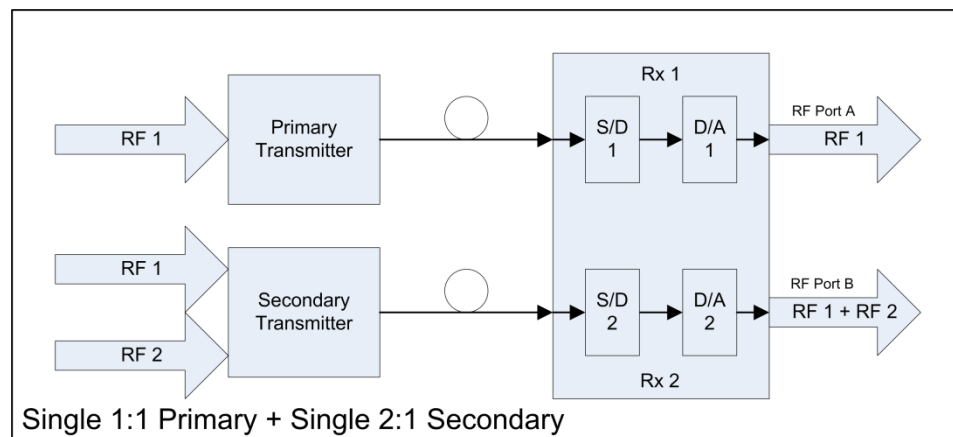 Rx 1
RF 1
Primary
Transmitter
S/D
1
D/A
1
RF Port A
RF 1
RF 1
RF 2
Secondary
Transmitter
S/D
2
D/A
2
RF Port B
RF 1 + RF 2
Rx 2
Single 1:1 Primary + Single 2:1 Secondary